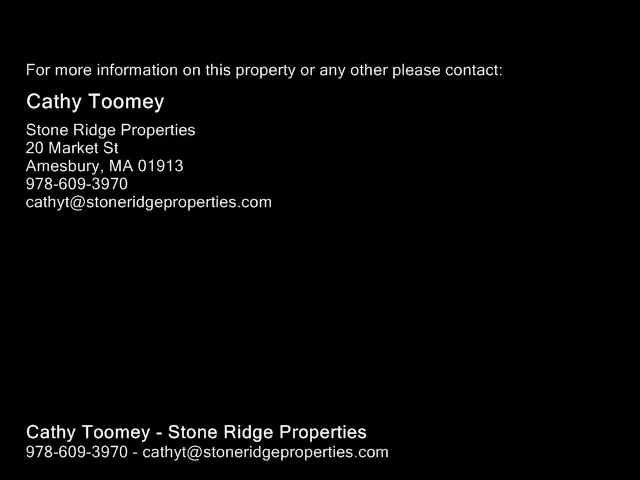 For more information on this property or any other please contact:
Cathy Toomey
Stone Ridge Properties
20 Market St
Amesbury, MA 01913
978-609-3970
cathyt@stoneridgeproperties.com
Cathy Toomey - Stone Ridge Properties
978-609-3970 - cathyt@stoneridgeproperties.com